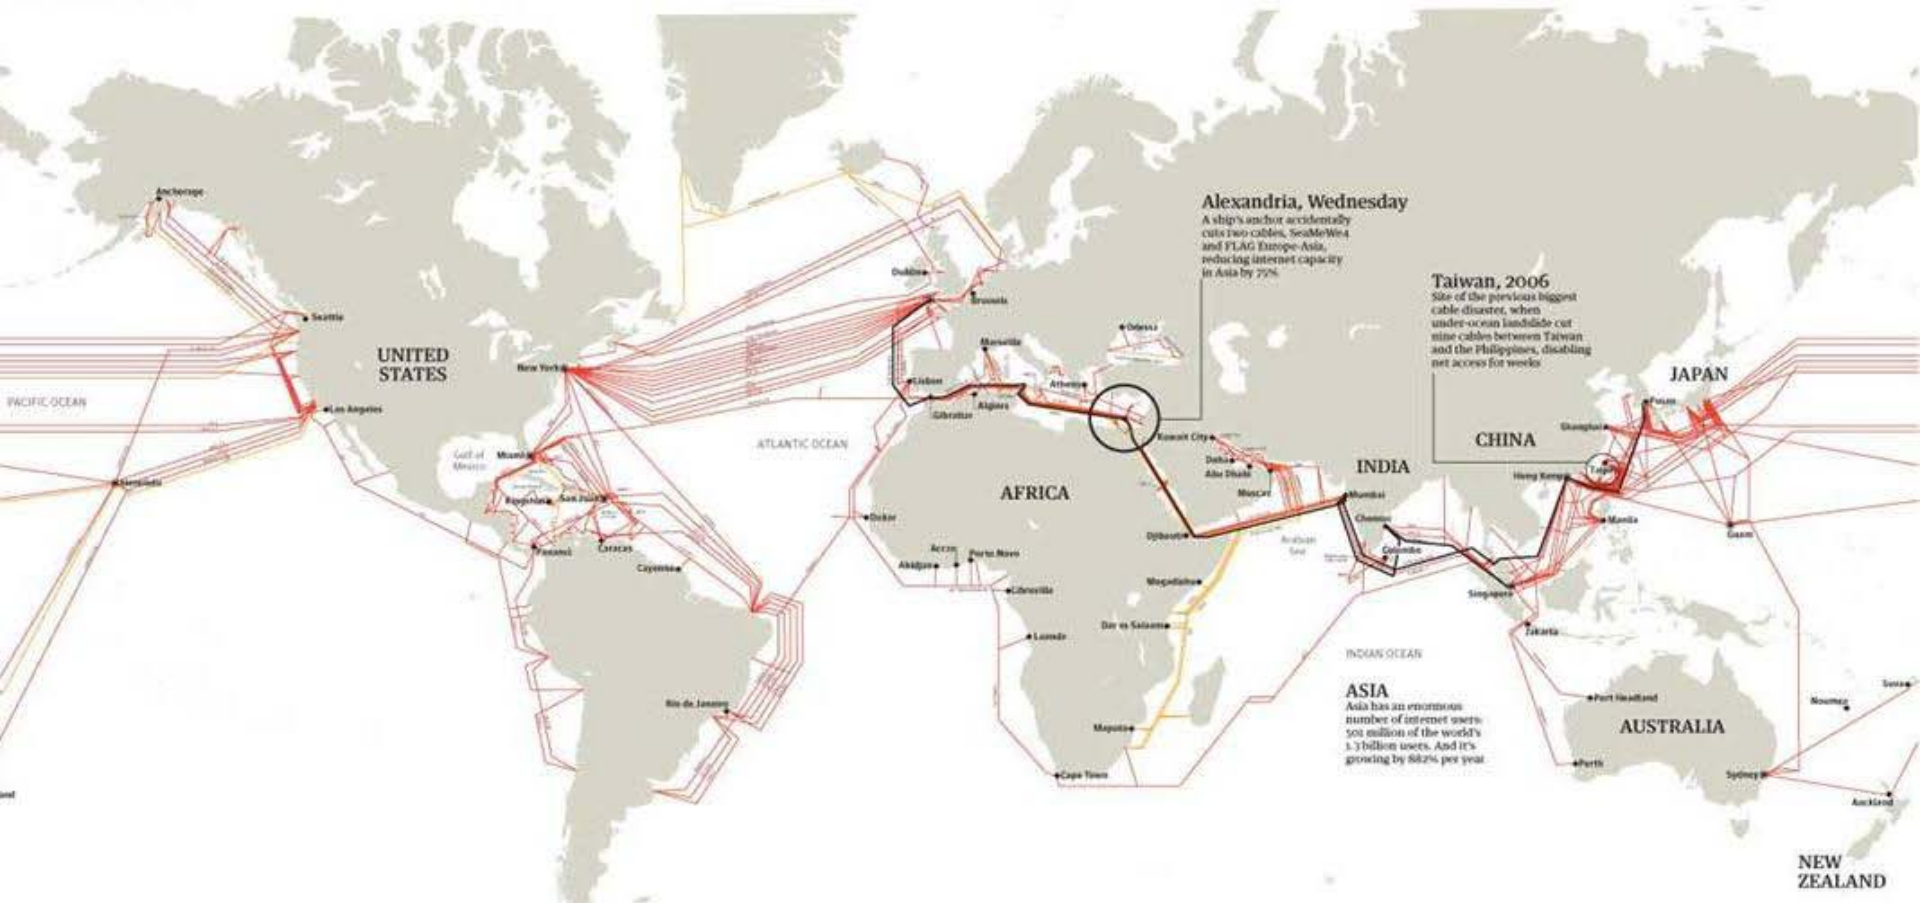 Anchorage
Seattle
UNITED
STATES
New York
Los Angeles
PACIFIC OCEAN
Honolulu
Gulf of
Mexico
Miami
Kingston
San Juan
Panama
Caracas
Cayenne
Rio de Janeiro
ATLANTIC OCEAN
Dublin
Brussels
Marseille
Odessa
Lisbon
Gibraltar
Algiers
Athens
Alexandria, Wednesday
A ship's anchor accidentally
cuts two cables, SeaMeWe4
and FLAG Europe-Asia,
reducing internet capacity
in Asia by 75%
Taiwan, 2006
Site of the previous biggest
cable disaster, when
under-ocean landslide cut
nine cables between Taiwan
and the Philippines, disabling
net access for weeks
JAPAN
Pusan
Shanghai
CHINA
Hong Kong
Taipei
Manila
Guam
Kuwait City
Doha
Abu Dhabi
Muscat
INDIA
Mumbai
Chennai
Colombo
Arabian
Sea
AFRICA
Dakar
Accra
Porto Novo
Abidjan
Libreville
Luanda
Djibouti
Mogadishu
Dar es Salaam
Maputo
Cape Town
Singapore
Jakarta
INDIAN OCEAN
ASIA
Asia has an enormous
number of internet users:
501 million of the world's
1.3 billion users. And it's
growing by 882% per year
Port Headland
AUSTRALIA
Perth
Sydney
Noumea
Suva
Auckland
NEW
ZEALAND